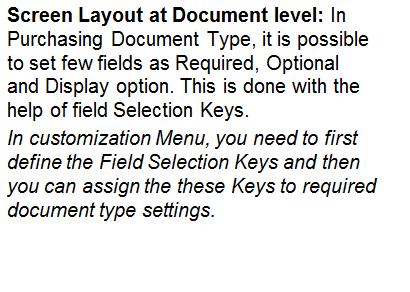 Screen Layout at Document level: In
Purchasing Document Type, it is possible
to set few fields as Required, Optional
and Display option. This is done with the
help of field Selection Keys.
In customization Menu, you need to first
define the Field Selection Keys and then
you can assign the these Keys to required
document type settings.